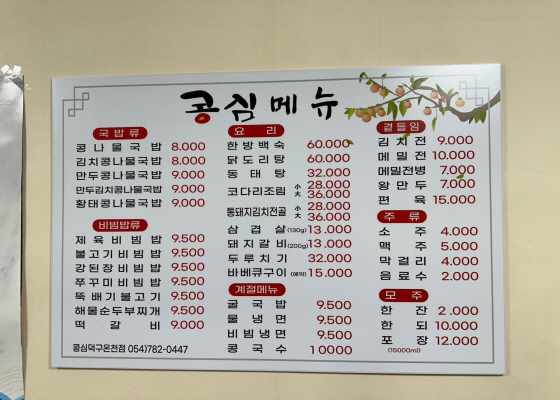 콩심메뉴
국밥류
콩나물국밥 8.000
김치콩나물국밥 8.000
만두콩나물국밥 9.000
만두김치콩나물국밥 9.000
황태콩나물국밥 9.000
비빔밥류
제육비빔밥 9.500
불고기비빔밥 9.500
강된장비빔밥 9.500
쭈꾸미비빔밥 9.500
뚝배기불고기 9.500
해물순두부찌개 9.500
떡갈비 9.000
콩심덕구온천점 054)782-0447
요리
한방백숙 60.000
닭도리탕 60.000
동태탕 32.000
코다리조림 小 28.000
大 36.000
통돼지김치전골 小 28.000
大 36.000
삼겹살(130g) 13.000
돼지갈비(200g) 13.000
두루치기 32.000
바베큐구이(예약) 15.000
계절메뉴
굴국밥 9.500
물냉면 9.500
비빔냉면 9.500
콩국수 10000
곁들임
김치전 9.000
메밀전 10.000
메밀전병 7.000
왕만두 7.000
편육 15.000
주류
소주 4.000
맥주 5.000
막걸리 4.000
음료수 2.000
모주
한잔 2.000
한되 10.000
포장 12.000
(15000ml)